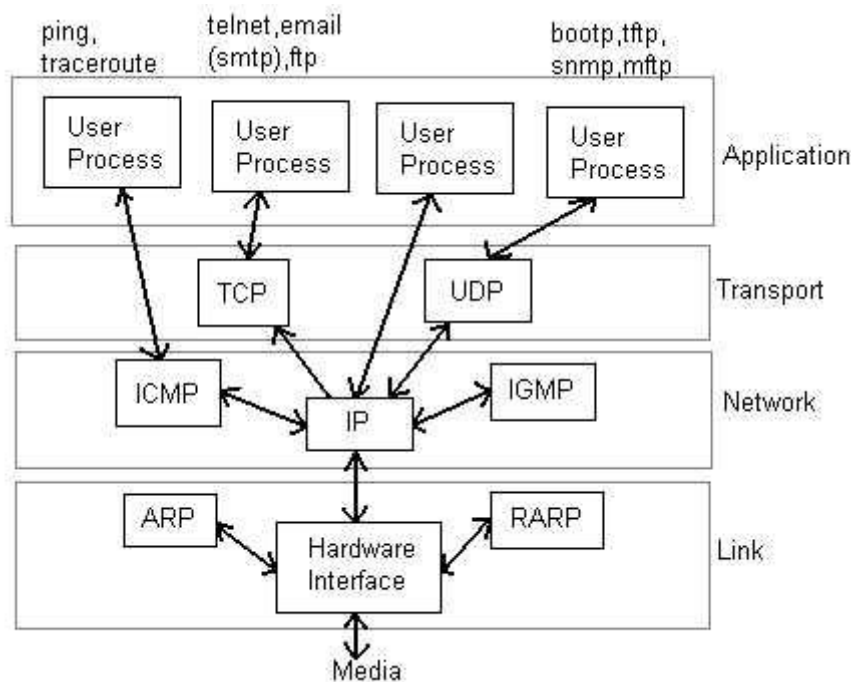 ping,
traceroute
telnet,email
(smtp),ftp
bootp,tftp,
snmp,mftp
User
Process
User
Process
User
Process
User
Process
Application
TCP
UDP
Transport
ICMP
IP
IGMP
Network
ARP
Hardware
Interface
RARP
Link
Media